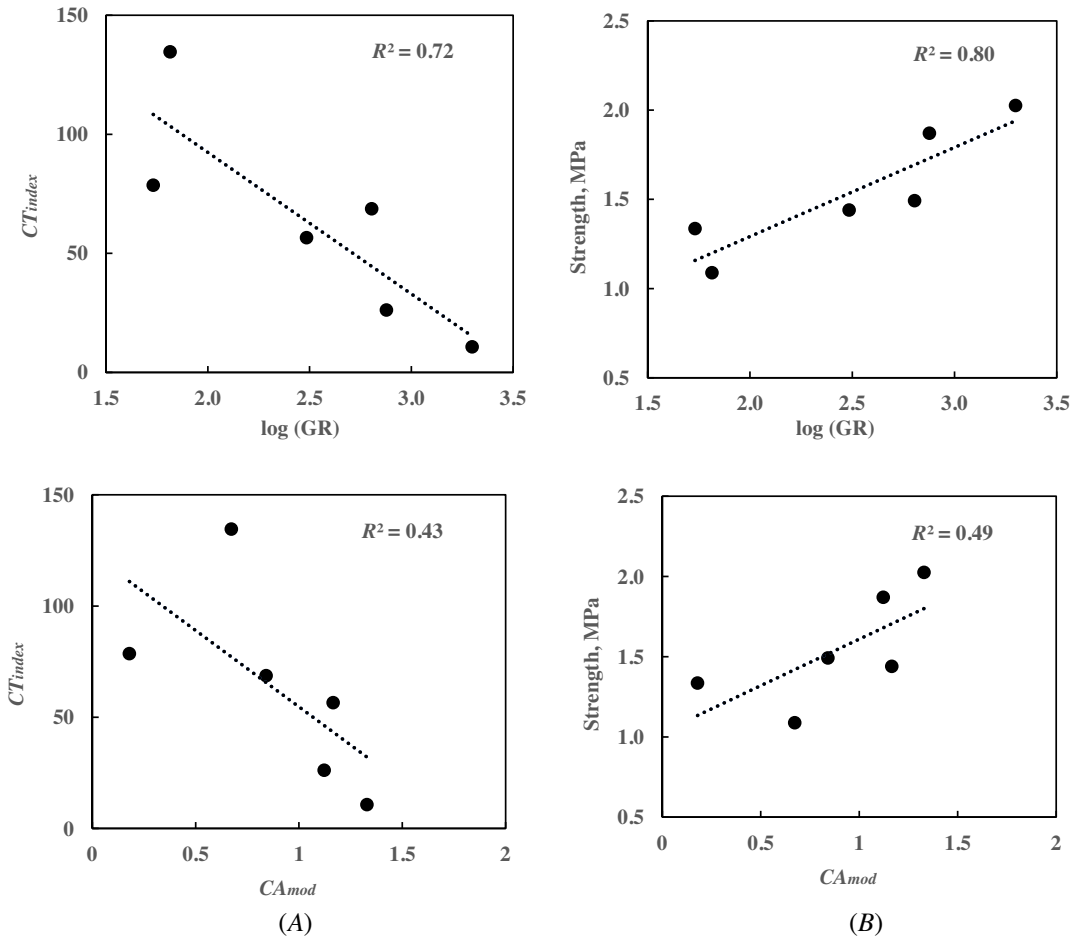 150
R² = 0.72
100
CTindex
50
0
1.5 2.0 2.5 3.0 3.5
log (GR)
2.5
R² = 0.80
2.0
Strength, MPa
1.5
1.0
0.5
1.5 2.0 2.5 3.0 3.5
log (GR)
150
R² = 0.43
100
CTindex
50
0
0 0.5 1 1.5 2
CAmod
(A)
2.5
R² = 0.49
2.0
Strength, MPa
1.5
1.0
0.5
0 0.5 1 1.5 2
CAmod
(B)